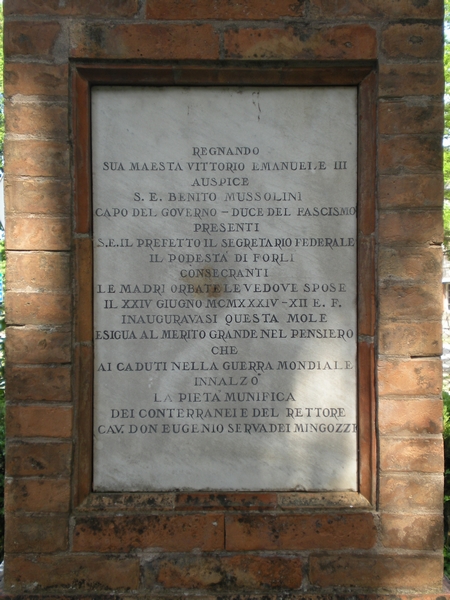 REGNANDO
SUA MAESTA VITTORIO EMANUELE III
AUSPICE
S. E. BENITO MUSSOLINI
CAPO DEL GOVERNO - DUCE DEL FASCISMO
PRESENTI
S.E. IL PREFETTO IL SEGRETARIO FEDERALE
IL PODESTÀ DI FORLI
CONSECRANTI
LE MADRI ORBATE LE VEDOVE SPOSE
IL XXIV GIUGNO MCMXXXIV - XII E. F.
INAUGURAVASI QUESTA MOLE
ESIGUA AL MERITO GRANDE NEL PENSIERO
CHE
AI CADUTI NELLA GUERRA MONDIALE
INNALZÒ
LA PIETÀ MUNIFICA
DEI CONTERRANEI E DEL RETTORE
CAV. DON EUGENIO SERVADEI MINGOZZI